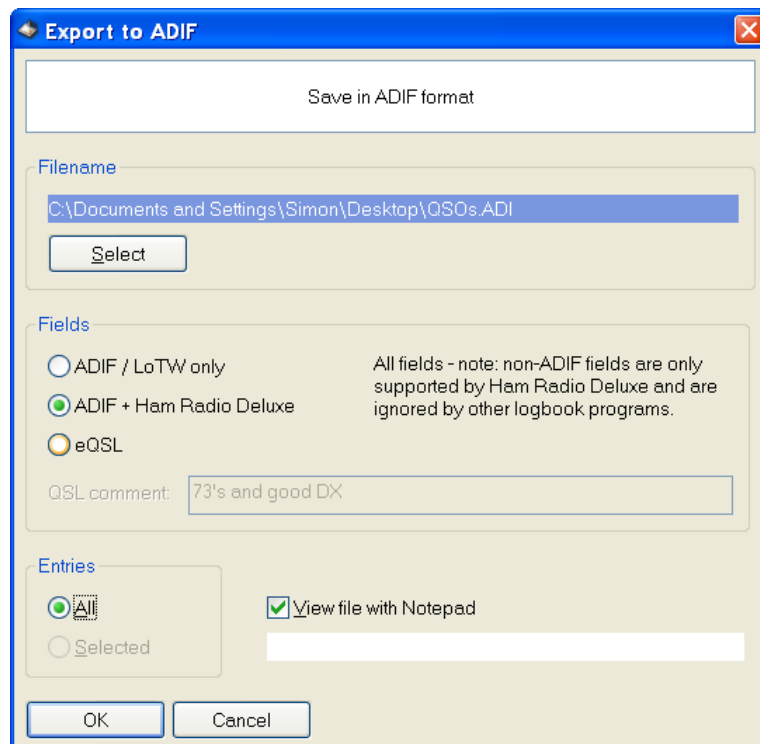 Export to ADIF
Save in ADIF format
Filename
C:\Documents and Settings\Simon\Desktop\QSOs.ADI
Select
Fields
ADIF / LoTW only
ADIF + Ham Radio Deluxe
eQSL
All fields - note: non-ADIF fields are only
supported by Ham Radio Deluxe and are
ignored by other logbook programs.
QSL comment:
73's and good DX
Entries
All
Selected
View file with Notepad
OK
Cancel